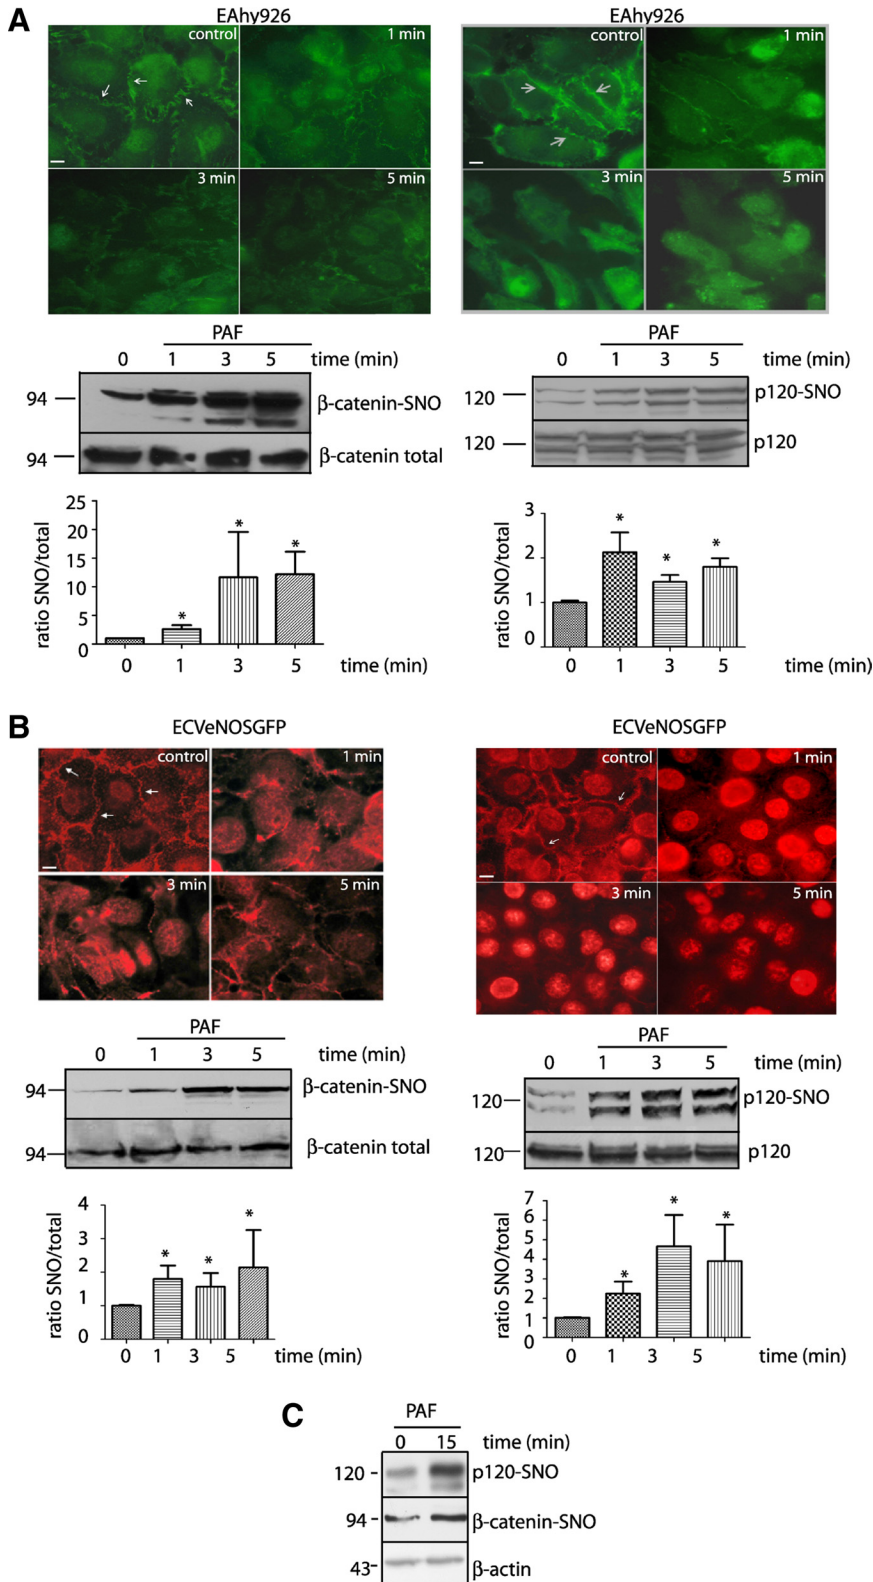 A
EAhy926
control
1 min
3 min
5 min
PAF
0 1 3 5 time (min)
94
β-catenin-SNO
94
β-catenin total
25
20
15
10
5
0
ratio SNO/total
*
*
*
0 1 3 5 time (min)
EAhy926
control
1 min
3 min
5 min
PAF
0 1 3 5 time (min)
120
p120-SNO
120
p120
3
2
1
0
ratio SNO/total
*
*
*
0 1 3 5 time (min)
B
ECVeNOSGFP
control
1 min
3 min
5 min
PAF
0 1 3 5 time (min)
94
β-catenin-SNO
94
β-catenin total
4
3
2
1
0
ratio SNO/total
*
*
*
0 1 3 5 time (min)
ECVeNOSGFP
control
1 min
3 min
5 min
PAF
0 1 3 5 time (min)
120
p120-SNO
120
p120
7
6
5
4
3
2
1
0
ratio SNO/total
*
*
*
0 1 3 5 time (min)
C
PAF
0 15 time (min)
120
p120-SNO
94
β-catenin-SNO
43
β-actin